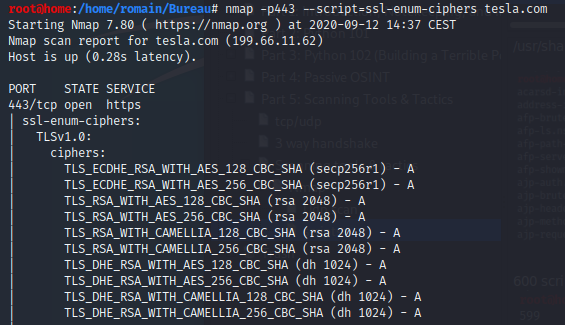 root@home:/home/romain/Bureau# nmap -p443 --script=ssl-enum-ciphers tesla.com
Starting Nmap 7.80 ( https://nmap.org ) at 2020-09-12 14:37 CEST
Nmap scan report for tesla.com (199.66.11.62)
Host is up (0.28s latency).
PORT    STATE SERVICE
443/tcp open  https
| ssl-enum-ciphers:
|   TLSv1.0:
|     ciphers:
|       TLS_ECDHE_RSA_WITH_AES_128_CBC_SHA (secp256r1) - A
|       TLS_ECDHE_RSA_WITH_AES_256_CBC_SHA (secp256r1) - A
|       TLS_RSA_WITH_AES_128_CBC_SHA (rsa 2048) - A
|       TLS_RSA_WITH_AES_256_CBC_SHA (rsa 2048) - A
|       TLS_RSA_WITH_CAMELLIA_128_CBC_SHA (rsa 2048) - A
|       TLS_RSA_WITH_CAMELLIA_256_CBC_SHA (rsa 2048) - A
|       TLS_DHE_RSA_WITH_AES_128_CBC_SHA (dh 1024) - A
|       TLS_DHE_RSA_WITH_AES_256_CBC_SHA (dh 1024) - A
|       TLS_DHE_RSA_WITH_CAMELLIA_128_CBC_SHA (dh 1024) - A
|       TLS_DHE_RSA_WITH_CAMELLIA_256_CBC_SHA (dh 1024) - A
Part 3: Python 102 (Building a Terrible
Part 4: Passive OSINT
Part 5: Scanning Tools & Tactics
tcp/udp
3 way handshake
/usr/sha
600 scri
599